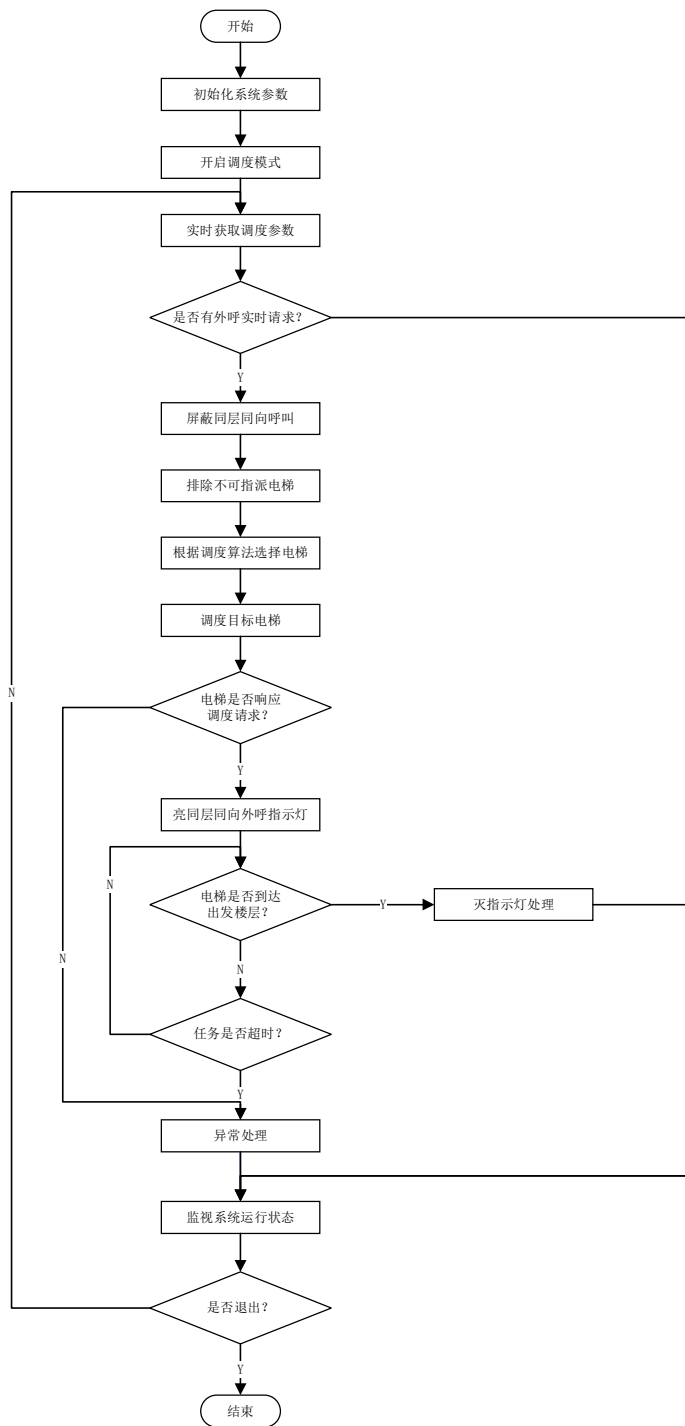 开始
初始化系统参数
开启调度模式
实时获取调度参数
是否有外呼实时请求?
Y
屏蔽同层同向呼叫
排除不可指派电梯
根据调度算法选择电梯
调度目标电梯
N
电梯是否响应
调度请求?
Y
亮同层同向外呼指示灯
N
电梯是否到达
出发楼层?
Y
灭指示灯处理
N
N
任务是否超时?
Y
异常处理
监视系统运行状态
是否退出?
Y
结束